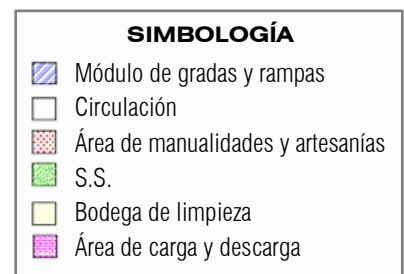 SIMBOLOGÍA
Módulo de gradas y rampas
Circulación
Área de manualidades y artesanías
S.S.
Bodega de limpieza
Área de carga y descarga